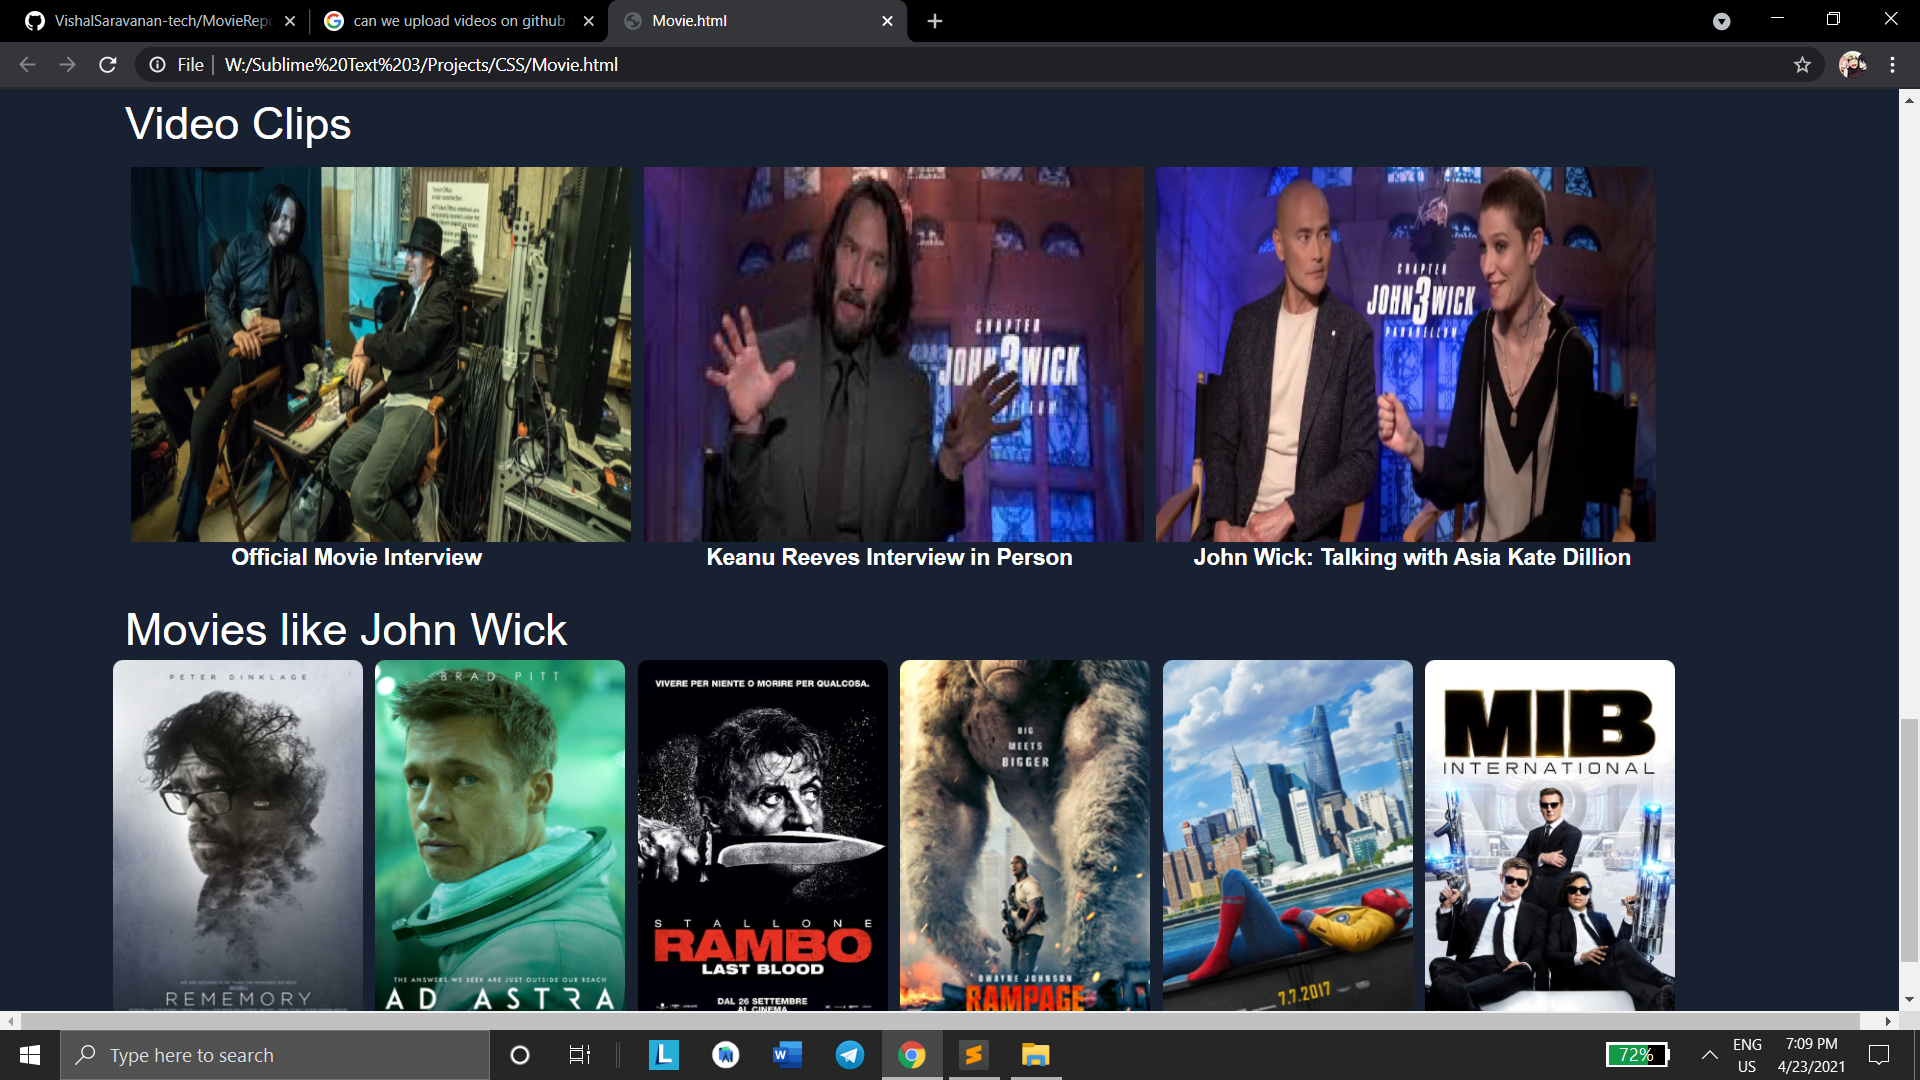 VishalSaravanan-tech/MovieRepo
can we upload videos on github
Movie.html
File
W:/Sublime%20Text%203/Projects/CSS/Movie.html
Video Clips
CHAPTER
JOHN 3 WICK
CHAPTER
JOHN 3 WICK
PARABELLUM
Official Movie Interview
Keanu Reeves Interview in Person
John Wick: Talking with Asia Kate Dillion
Movies like John Wick
PETER DINKLAGE
REMEMORY
BRAD PITT
THE ANSWERS WE SEEK ARE JUST OUTSIDE OUR REACH
AD ASTRA
VIVERE PER NIENTE O MORIRE PER QUALCOSA.
STALLONE
RAMBO
LAST BLOOD
DAL 26 SETTEMBRE
AL CINEMA
BIG
MEETS
BIGGER
DWAYNE JOHNSON
RAMPAGE
7.7.2017
MIB
INTERNATIONAL
Type here to search
L
W
72%
ENG
US
7:09 PM
4/23/2021